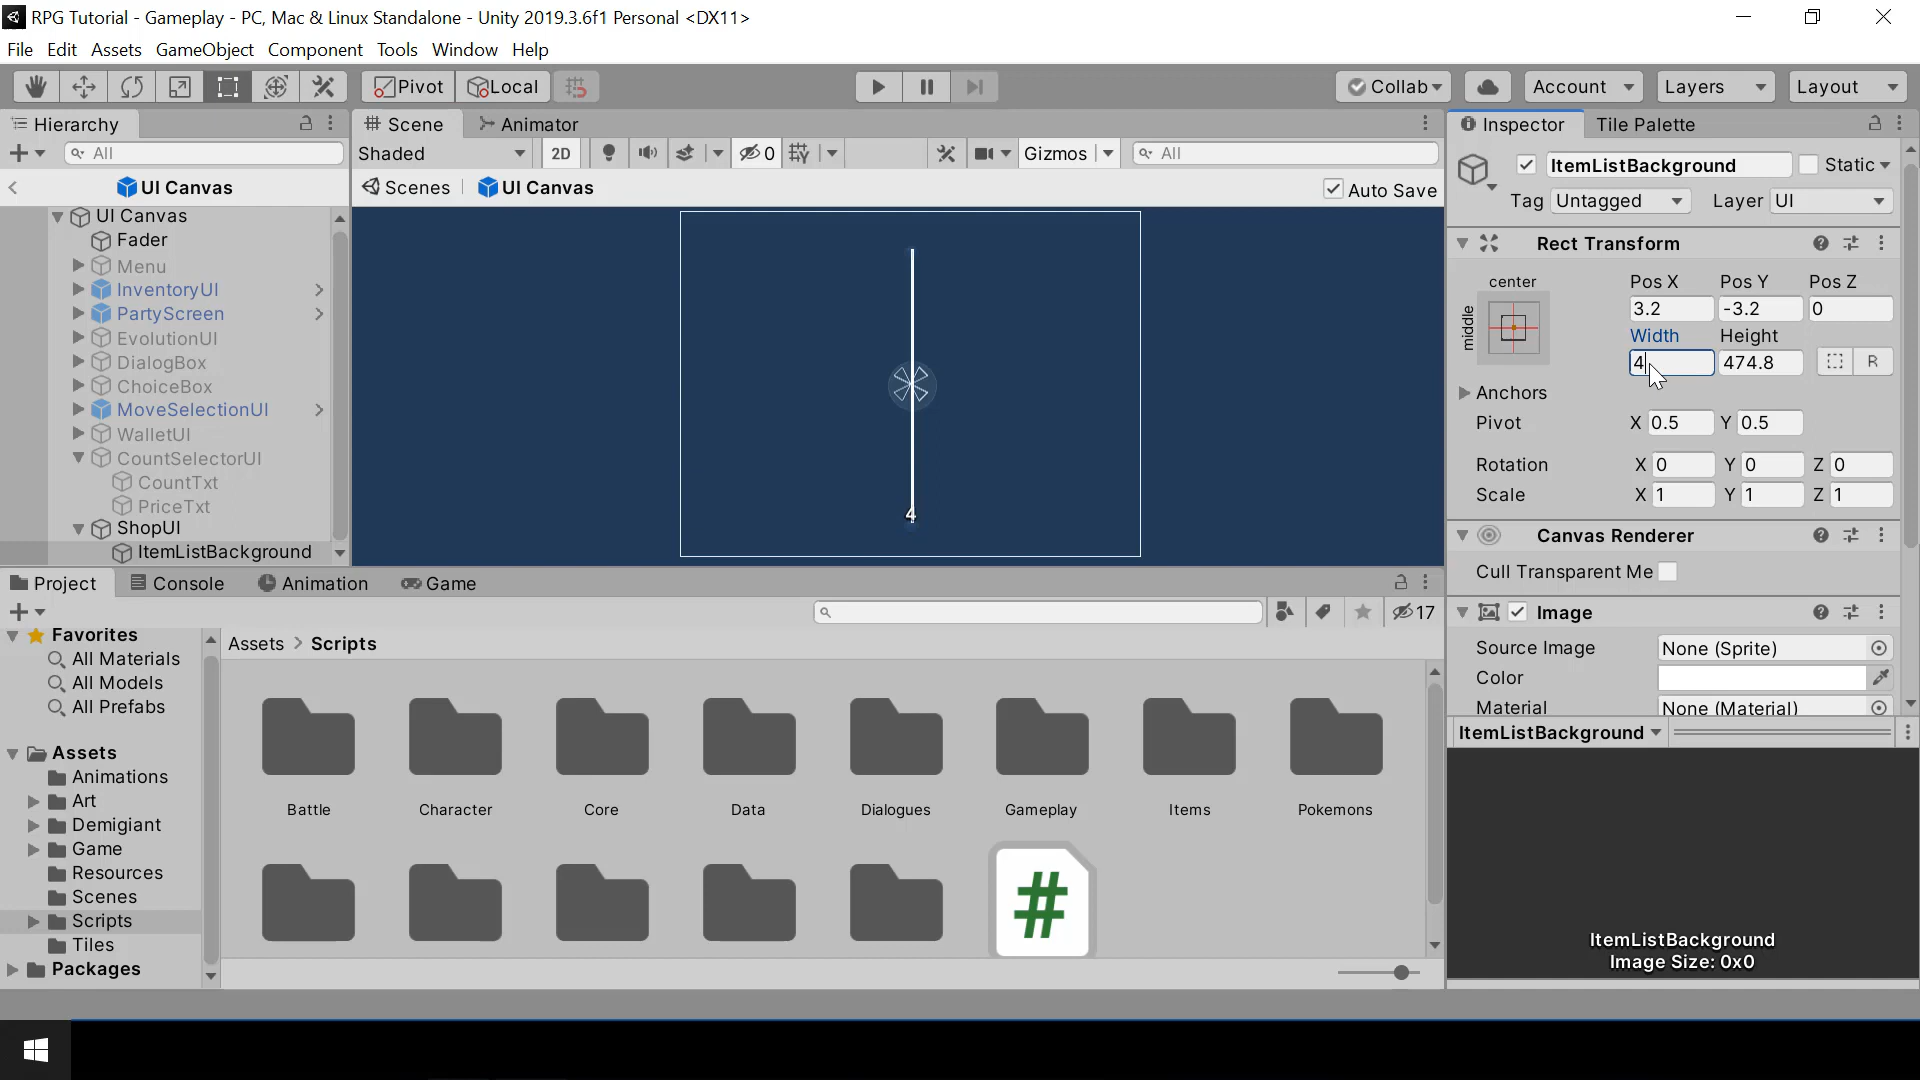 RPG Tutorial - Gameplay - PC, Mac & Linux Standalone - Unity 2019.3.6f1 Personal <DX11>
File Edit Assets GameObject Component Tools Window Help
Pivot Local Collab Account Layers Layout
Hierarchy
All
UI Canvas
UI Canvas
Fader
Menu
InventoryUI
PartyScreen
EvolutionUI
DialogBox
ChoiceBox
MoveSelectionUI
WalletUI
CountSelectorUI
CountTxt
PriceTxt
ShopUI
ItemListBackground
Scene Animator
Shaded 2D 0 Gizmos All
Scenes UI Canvas Auto Save
4
Inspector Tile Palette
ItemListBackground Static
Tag Untagged Layer UI
Rect Transform
center
middle
Pos X Pos Y Pos Z
3.2 -3.2 0
Width Height
4 474.8 R
Anchors
Pivot X 0.5 Y 0.5
Rotation X 0 Y 0 Z 0
Scale X 1 Y 1 Z 1
Canvas Renderer
Cull Transparent Me
Image
Source Image None (Sprite)
Color
Material None (Material)
ItemListBackground
ItemListBackground
Image Size: 0x0
Project Console Animation Game
17
Favorites
All Materials
All Models
All Prefabs
Assets
Animations
Art
Demigiant
Game
Resources
Scenes
Scripts
Tiles
Packages
Assets > Scripts
Battle Character Core Data Dialogues Gameplay Items Pokemons
#